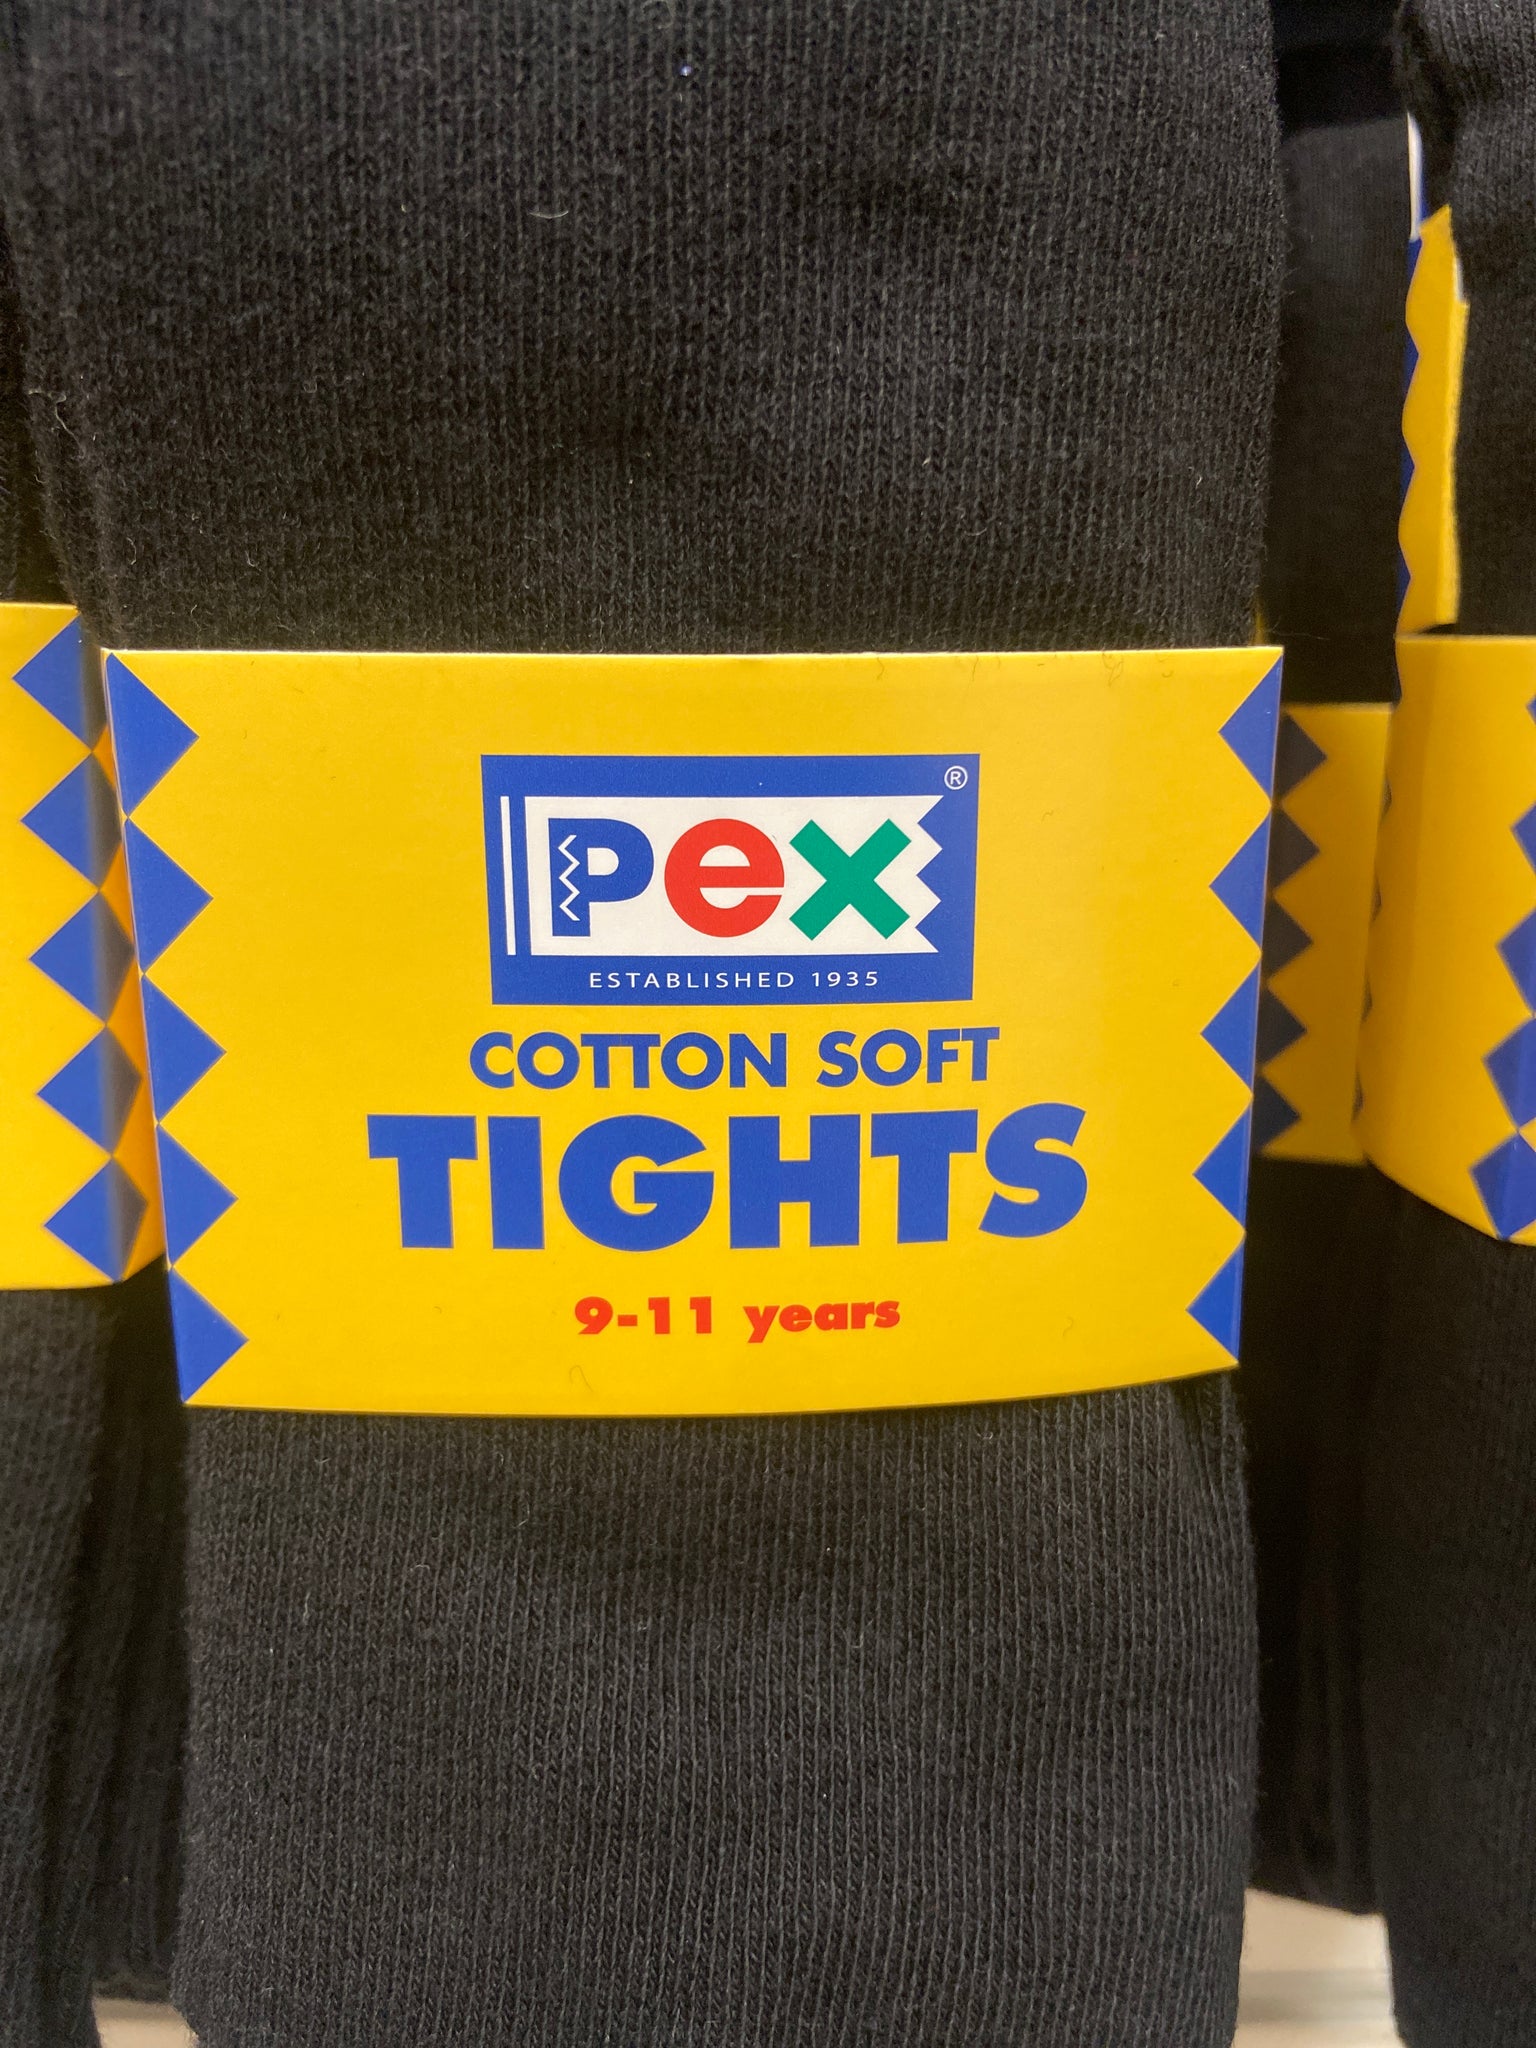 Pex®
ESTABLISHED 1935
COTTON SOFT
TIGHTS
9-11 years